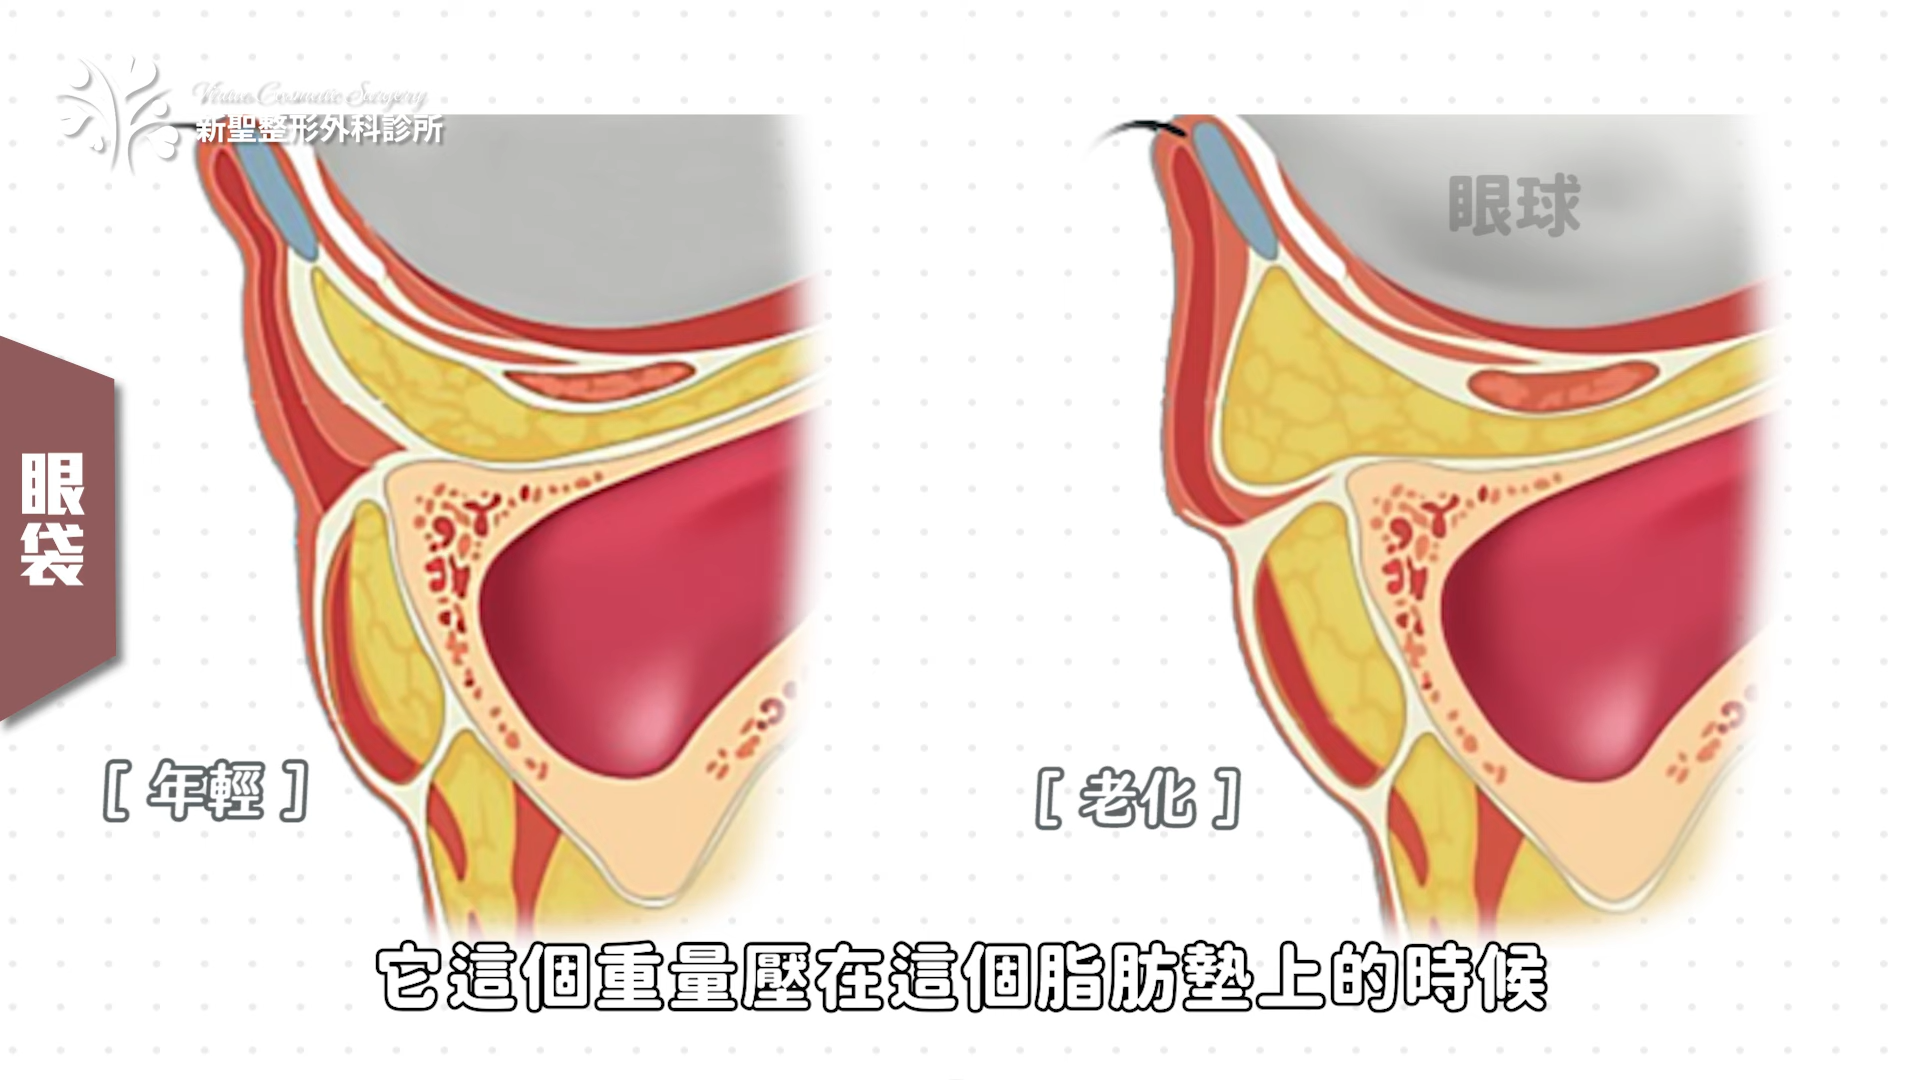 Virtue Cosmetic Surgery
新聖整形外科診所
眼球
眼袋
[ 年輕 ]
[ 老化 ]
它這個重量壓在這個脂肪墊上的時候